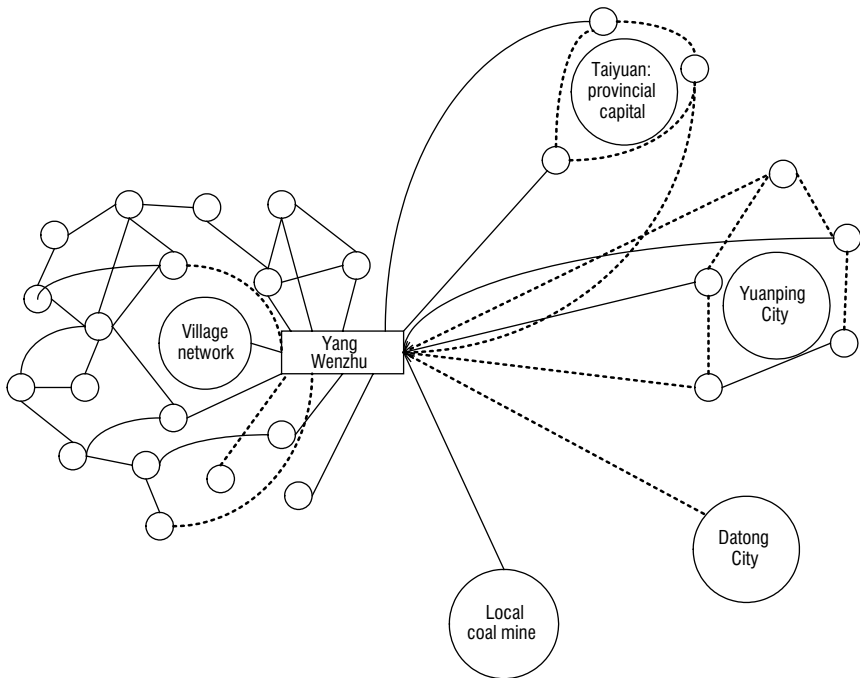 Taiyuan:
provincial
capital
Village
network
Yang
Wenzhu
Yuanping
City
Datong
City
Local
coal mine